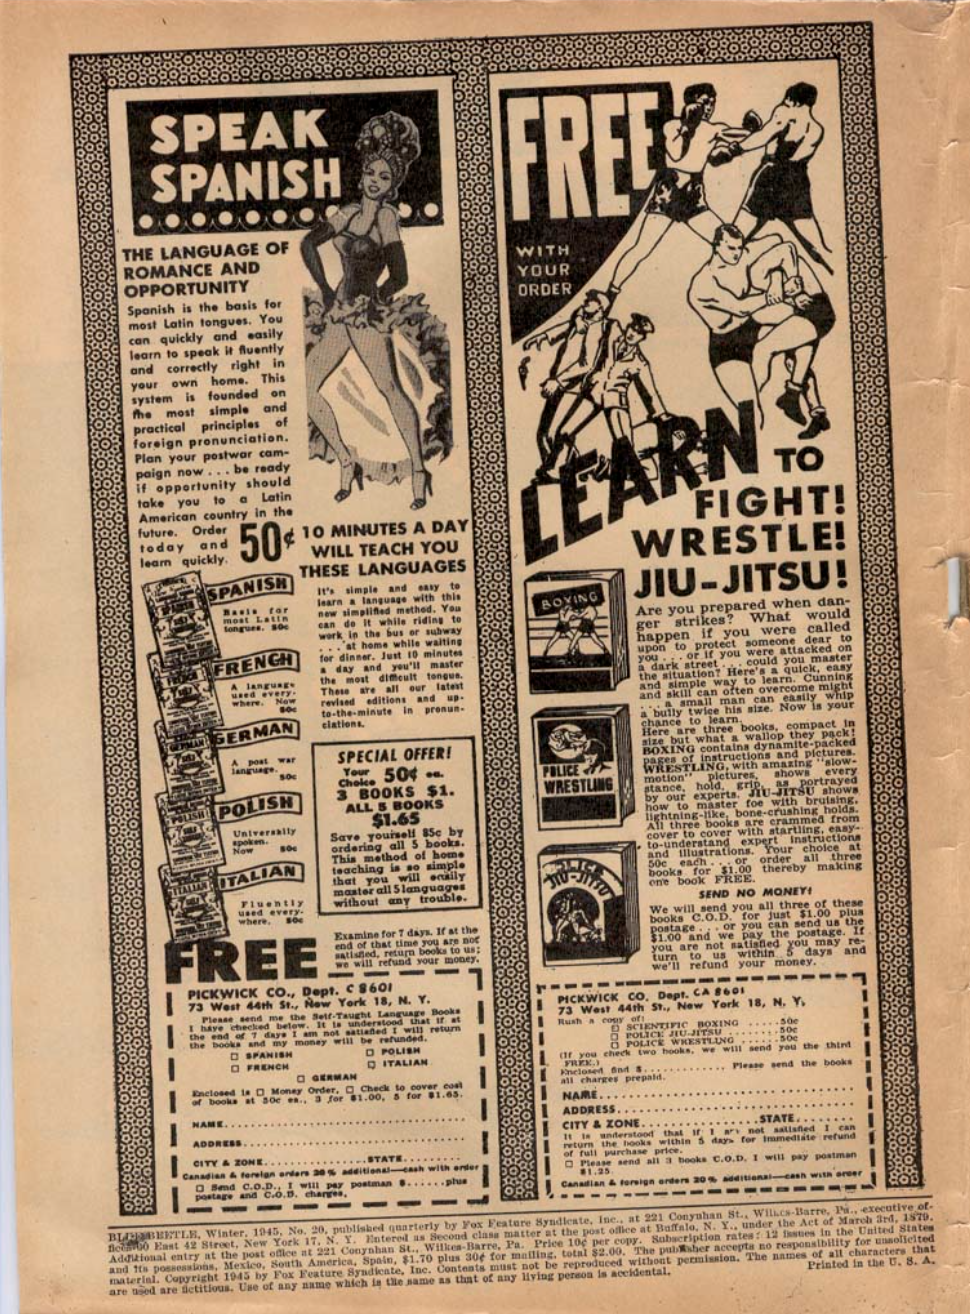 SPEAK
SPANISH
THE LANGUAGE OF
ROMANCE AND
OPPORTUNITY
Spanish is the basis for
most Latin tongues. You
can quickly and easily
learn to speak it fluently
and correctly right in
your own home. This
system is founded on
the most simple and
practical principles of
foreign pronunciation.
Plan your postwar cam-
paign now . . . be ready
if opportunity should
take you to a Latin
American country in the
future. Order
today and
learn quickly.
50¢
10 MINUTES A DAY
WILL TEACH YOU
THESE LANGUAGES
SPANISH
Basis for
most Latin
tongues. 50c
FRENCH
A language
used every-
where. Now
50c
GERMAN
A post war
language.
50c
POLISH
Universally
spoken.
Now 50c
ITALIAN
Fluently
used every-
where. 50c
It's simple and easy to
learn a language with this
new simplified method. You
can do it while riding to
work in the bus or subway
. . . at home while waiting
for dinner. Just 10 minutes
a day and you'll master
the most difficult tongue.
These are all our latest
revised editions and up-
to-the-minute in pronun-
ciations.
SPECIAL OFFER!
Your
Choice 50¢ ea.
3 BOOKS $1.
ALL 5 BOOKS
$1.65
Save yourself 85c by
ordering all 5 books.
This method of home
teaching is so simple
that you will easily
master all 5 languages
without any trouble.
FREE
Examine for 7 days. If at the
end of that time you are not
satisfied, return books to us;
we will refund your money.
PICKWICK CO., Dept. C 8601
73 West 44th St., New York 18, N. Y.
Please send me the Self-Taught Language Books
I have checked below. It is understood that if at
the end of 7 days I am not satisfied I will return
the books and my money will be refunded.
☐ SPANISH ☐ POLISH
☐ FRENCH ☐ ITALIAN
☐ GERMAN
Enclosed is ☐ Money Order, ☐ Check to cover cost
of books at 50c ea., 3 for $1.00, 5 for $1.65.
NAME
ADDRESS
CITY & ZONE STATE
Canadian & foreign orders 20% additional—cash with order
☐ Send C.O.D., I will pay postman $......plus
postage and C.O.D. charges.
FREE
WITH
YOUR
ORDER
LEARN TO
FIGHT!
WRESTLE!
JIU-JITSU!
BOXING
POLICE
WRESTLING
POLICE
JIU-JITSU
Are you prepared when dan-
ger strikes? What would
happen if you were called
upon to protect someone dear to
you . . . or if you were attacked on
a dark street . . . could you master
the situation? Here's a quick, easy
and simple way to learn. Cunning
and skill can often overcome might
. . . a small man can easily whip
a bully twice his size. Now is your
chance to learn.
Here are three books, compact in
size but what a wallop they pack!
BOXING contains dynamite-packed
pages of instructions and pictures.
WRESTLING, with amazing "slow-
motion" pictures, shows every
stance, hold, grip, as portrayed
by our experts. JIU-JITSU shows
how to master foe with bruising,
lightning-like, bone-crushing holds.
All three books are crammed from
cover to cover with startling, easy-
to-understand expert instructions
and illustrations. Your choice at
50c each . . . or order all three
books for $1.00 thereby making
one book FREE.
SEND NO MONEY!
We will send you all three of these
books C.O.D. for just $1.00 plus
postage . . . or you can send us the
$1.00 and we pay the postage. If
you are not satisfied you may re-
turn to us within 5 days and
we'll refund your money.
PICKWICK CO. Dept. CA 8601
73 West 44th St., New York 18, N. Y.
Rush a copy of:
☐ SCIENTIFIC BOXING .....50c
☐ POLICE JIU-JITSU ........50c
☐ POLICE WRESTLING .....50c
(If you check two books, we will send you the third
FREE.)
Enclosed find $............. Please send the books
all charges prepaid.
NAME
ADDRESS
CITY & ZONE STATE
It is understood that if I am not satisfied I can
return the books within 5 days for immediate refund
of full purchase price.
☐ Please send all 3 books C.O.D. I will pay postman
$1.25.
Canadian & foreign orders 20% additional—cash with order
BLUE BEETLE, Winter, 1945, No. 20, published quarterly by Fox Feature Syndicate, Inc., at 221 Conynhan St., Wilkes-Barre, Pa., executive of-
fices 60 East 42 Street, New York 17, N. Y. Entered as Second class matter at the post office at Buffalo, N. Y., under the Act of March 3rd, 1879.
Additional entry at the post office at 221 Conynhan St., Wilkes-Barre, Pa. Price 10¢ per copy. Subscription rates: 12 issues in the United States
and its possessions, Mexico, South America, Spain, $1.70 plus 30¢ for mailing, total $2.00. The publisher accepts no responsibility for unsolicited
material. Copyright 1945 by Fox Feature Syndicate, Inc. Contents must not be reproduced without permission. The names of all characters that
are used are fictitious. Use of any name which is the same as that of any living person is accidental. Printed in the U. S. A.